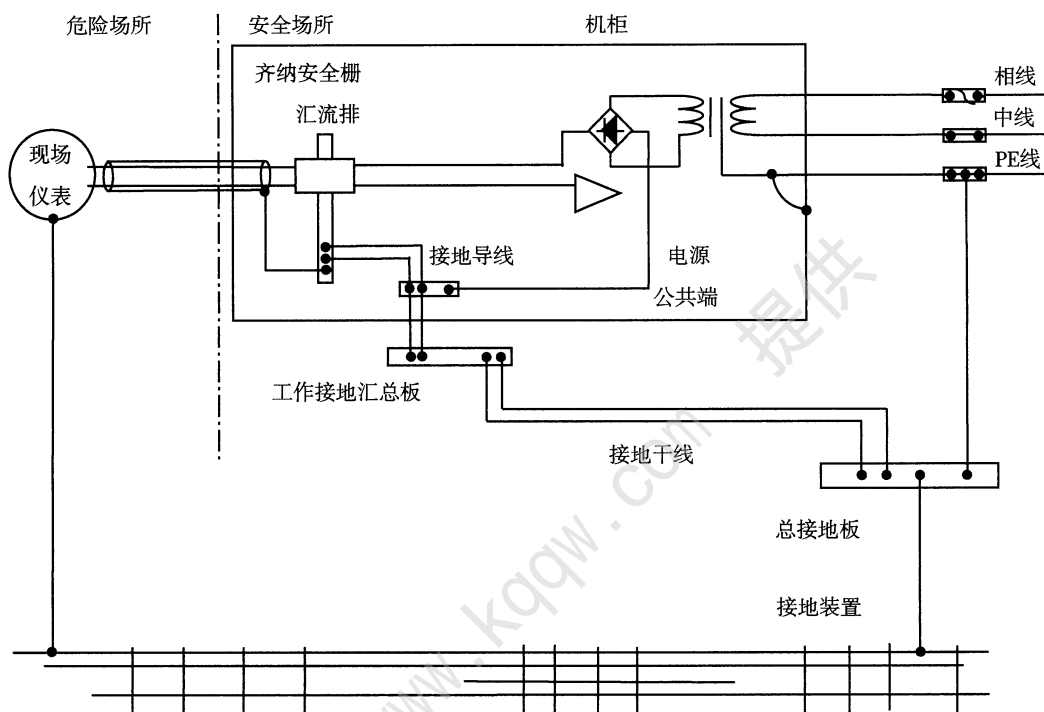 危险场所
安全场所
机柜
齐纳安全栅
汇流排
相线
中线
PE线
现场
仪表
接地导线
电源
公共端
工作接地汇总板
接地干线
总接地板
接地装置
www.kqqw.com 提供